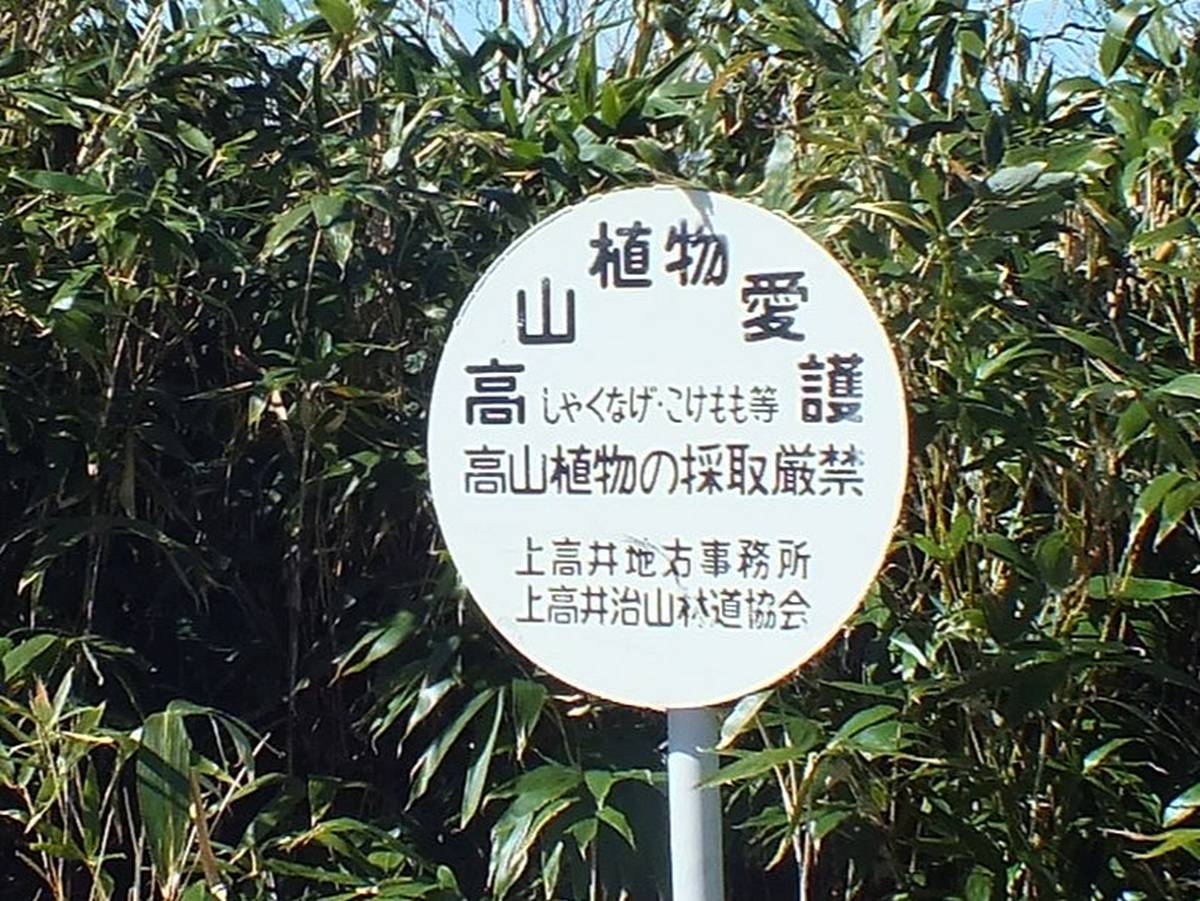 高山植物愛護
しゃくなげ・こけもも等
高山植物の採取厳禁
上高井地方事務所
上高井治山林道協会